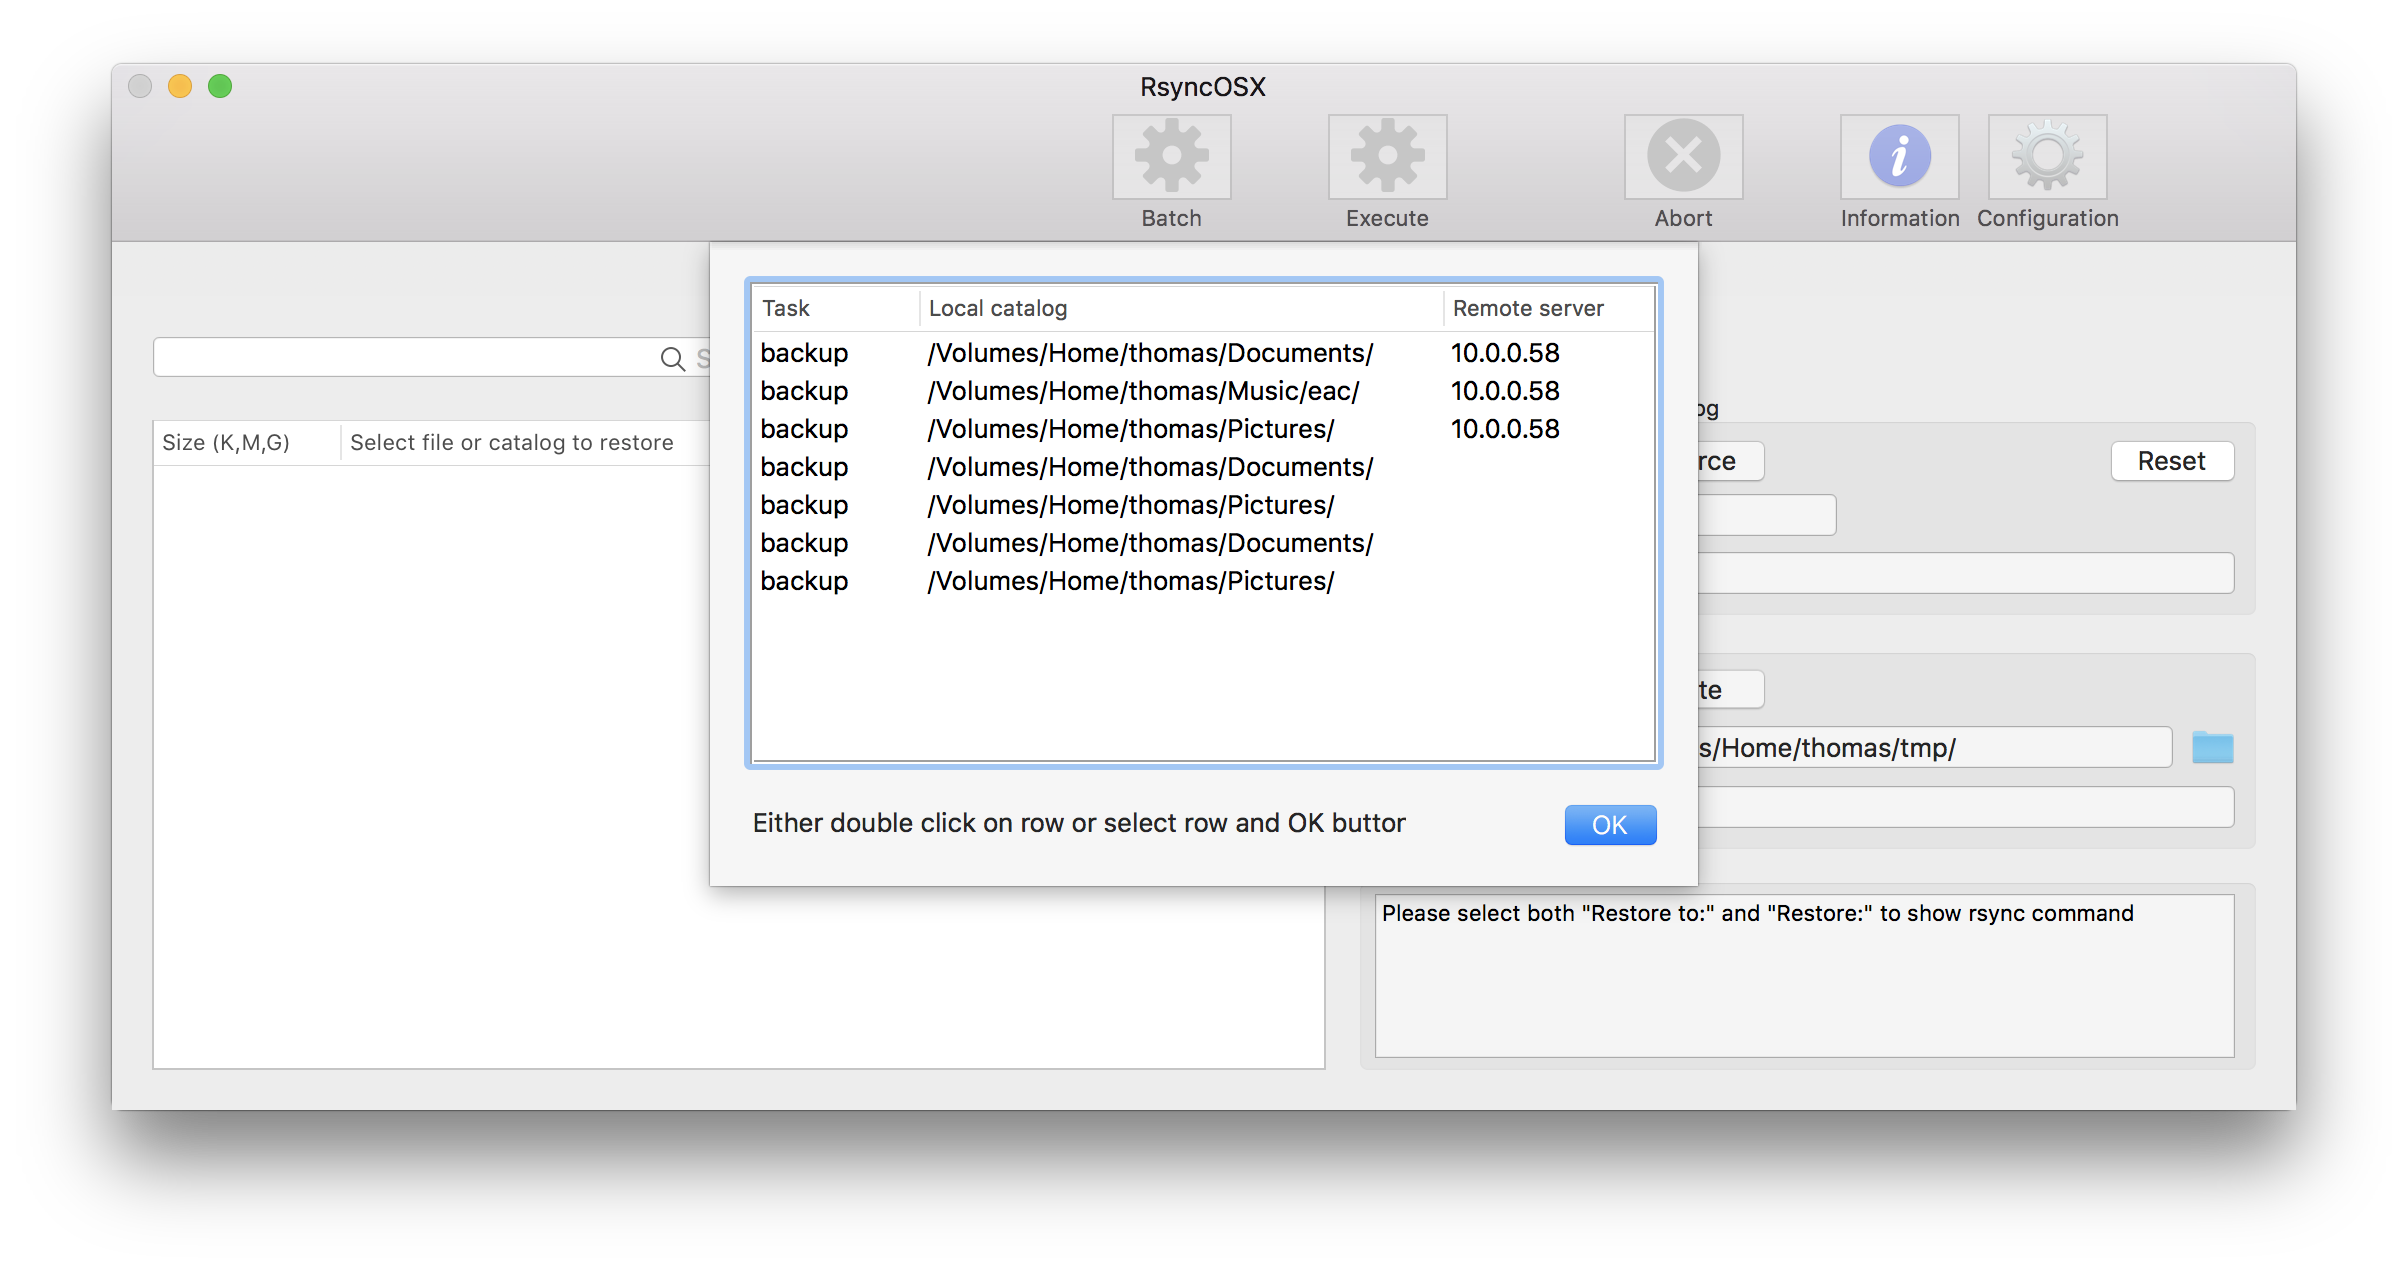 RsyncOSX
Batch Execute Abort Information Configuration
Task Local catalog Remote server
backup /Volumes/Home/thomas/Documents/ 10.0.0.58
backup /Volumes/Home/thomas/Music/eac/ 10.0.0.58
backup /Volumes/Home/thomas/Pictures/ 10.0.0.58
backup /Volumes/Home/thomas/Documents/
backup /Volumes/Home/thomas/Pictures/
backup /Volumes/Home/thomas/Documents/
backup /Volumes/Home/thomas/Pictures/
Either double click on row or select row and OK buttor
OK
S
Size (K,M,G) Select file or catalog to restore
og
rce Reset
te
s/Home/thomas/tmp/
Please select both "Restore to:" and "Restore:" to show rsync command